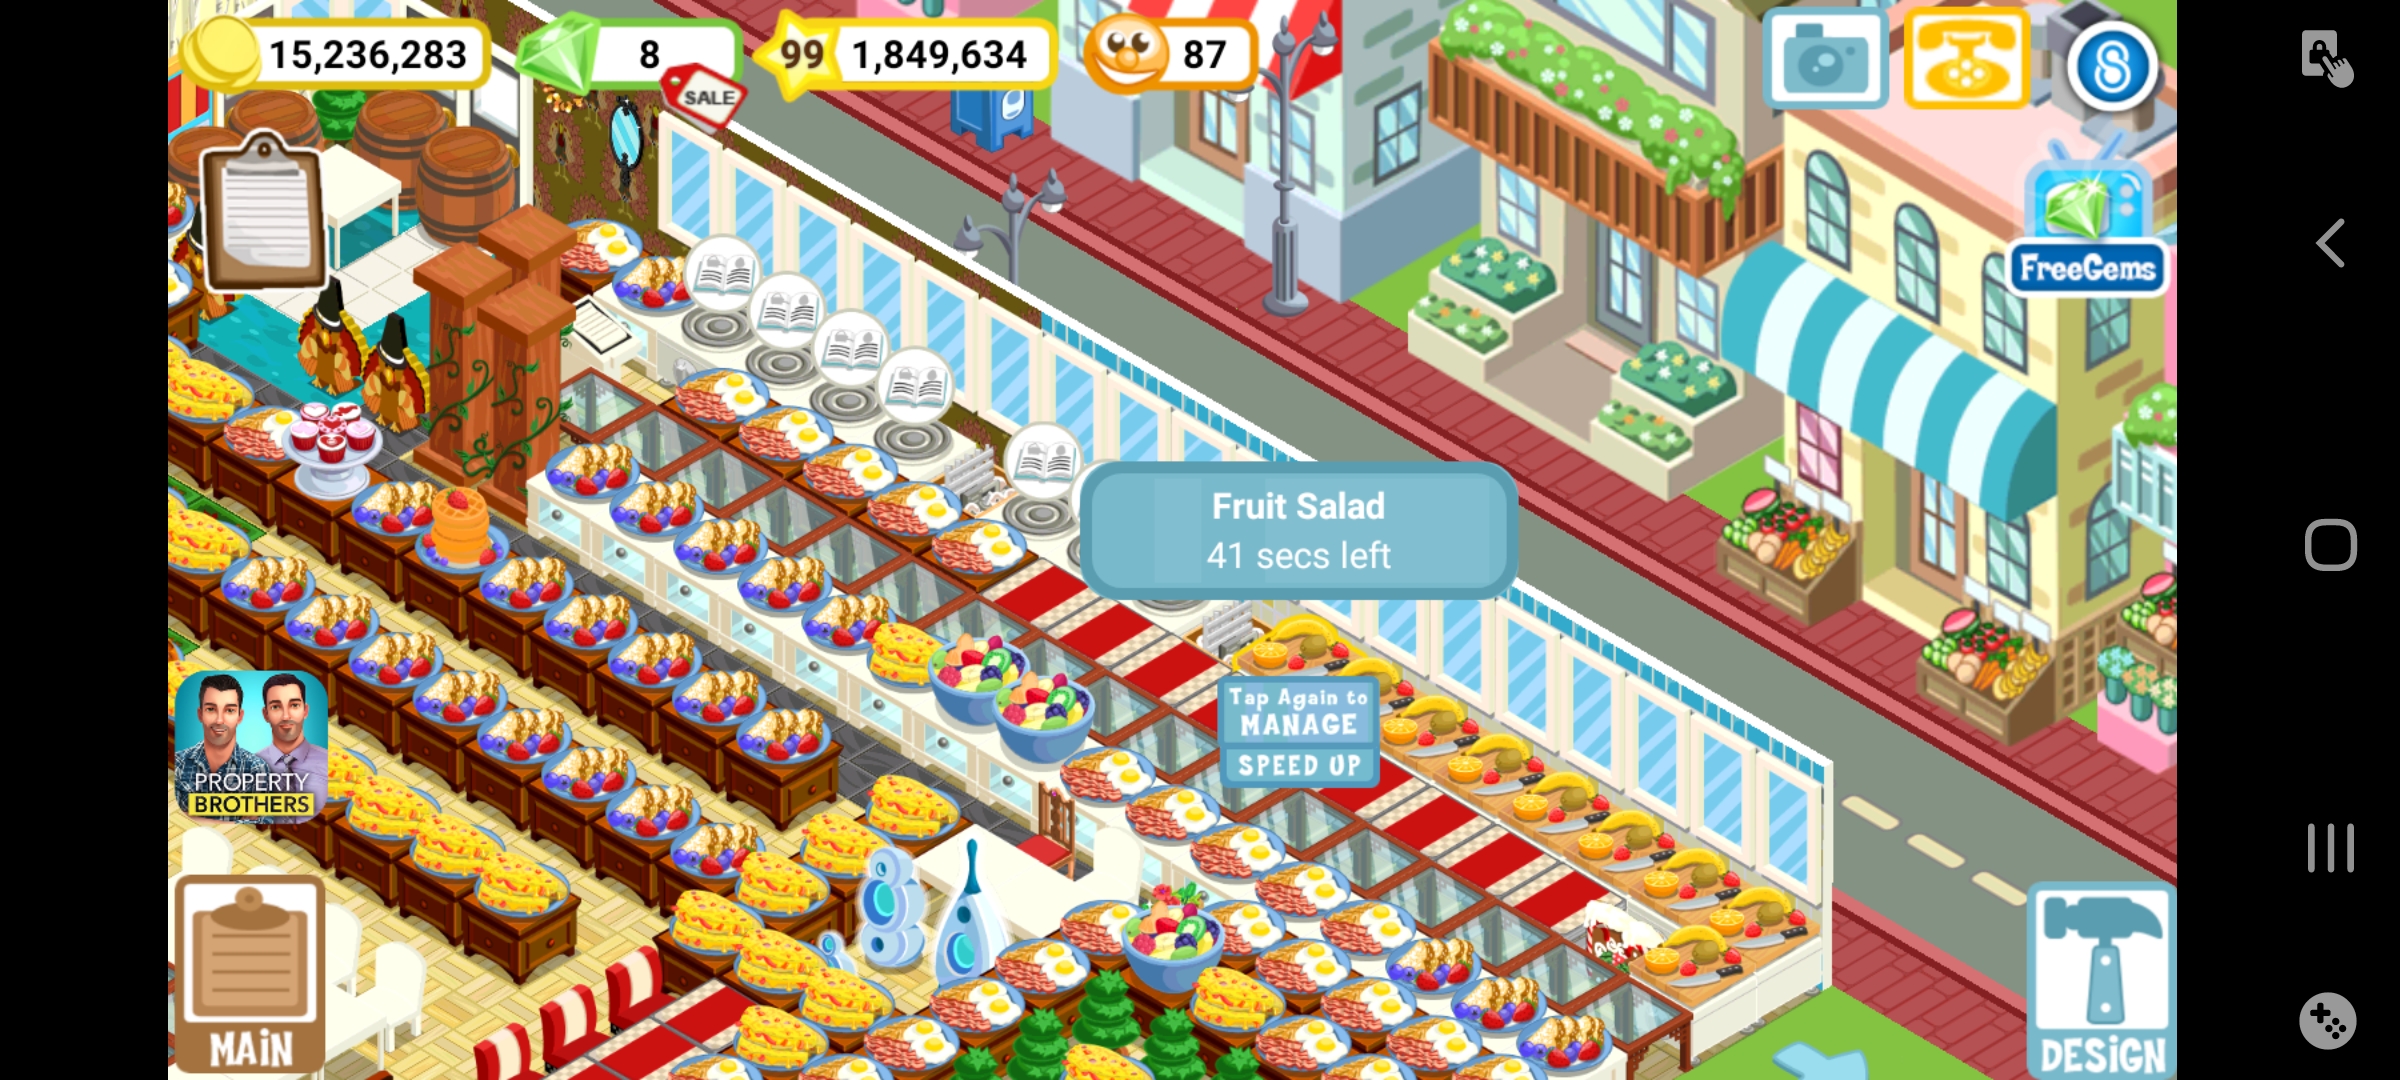 15,236,283
8
SALE
99
1,849,634
87
FreeGems
Fruit Salad
41 secs left
Tap Again to
MANAGE
SPEED UP
PROPERTY
BROTHERS
MAiN
DESiGN